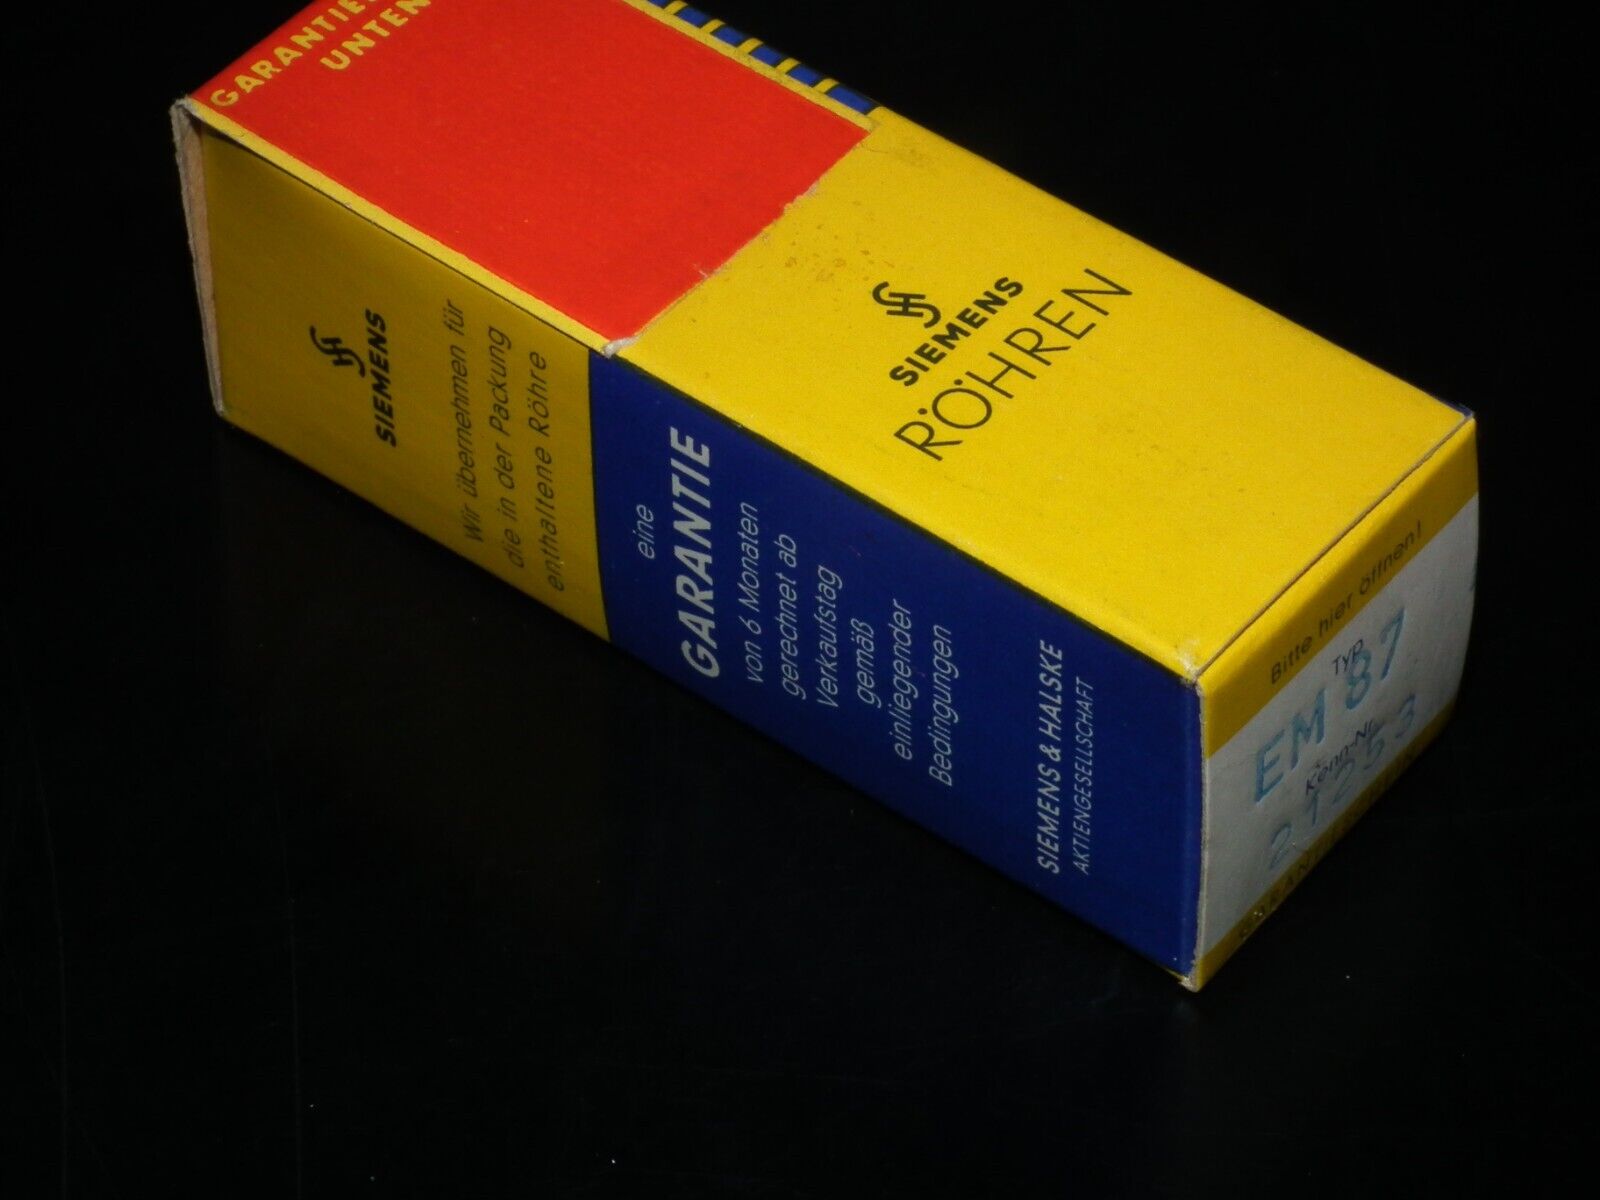 GARANTIE
UNTEN
SIEMENS
RÖHREN
SIEMENS
Wir übernehmen für
die in der Packung
enthaltene Röhre
eine
GARANTIE
von 6 Monaten
gerechnet ab
Verkaufstag
gemäß
einliegender
Bedingungen
SIEMENS & HALSKE
AKTIENGESELLSCHAFT
Bitte hier öffnen!
Typ
EM 87
Kenn-Nr.
21253